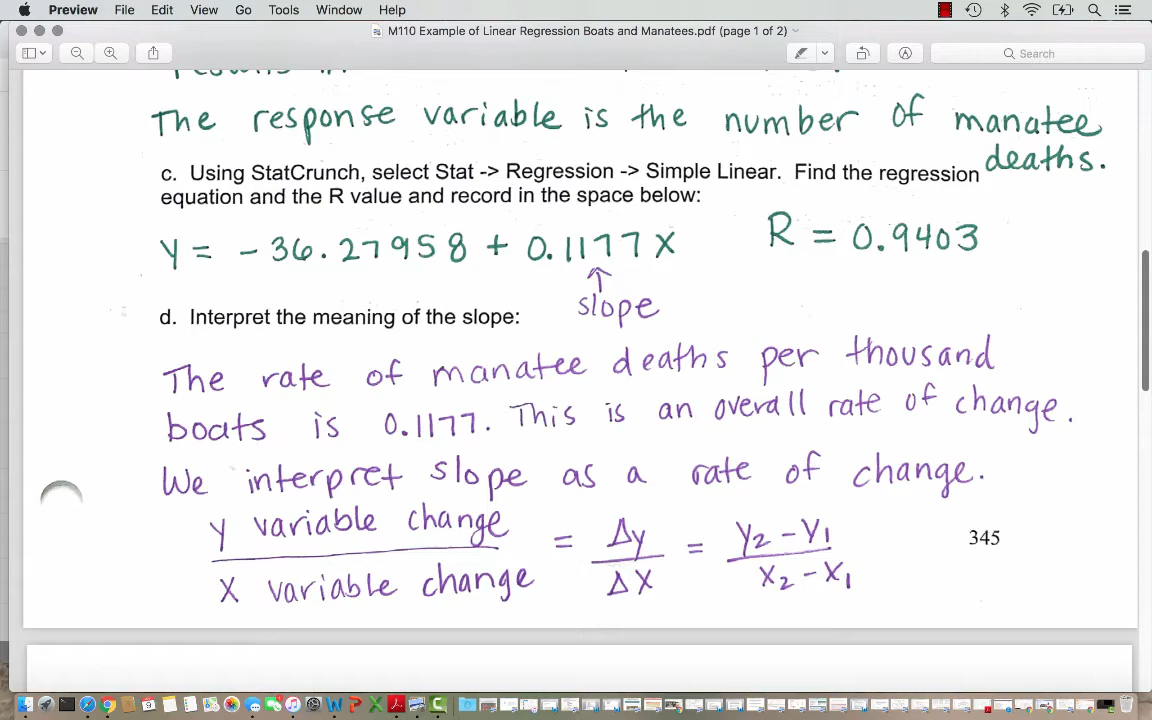 Preview File Edit View Go Tools Window Help
M110 Example of Linear Regression Boats and Manatees.pdf (page 1 of 2)
Search
The response variable is the number of manatee
deaths.
c. Using StatCrunch, select Stat -> Regression -> Simple Linear. Find the regression
equation and the R value and record in the space below:
Y = - 36.27958 + 0.1177 X R = 0.9403
↑
slope
d. Interpret the meaning of the slope:
The rate of manatee deaths per thousand
boats is 0.1177. This is an overall rate of change.
We interpret slope as a rate of change.
Y variable change / X variable change = Δy / ΔX = Y2 - Y1 / X2 - X1
345